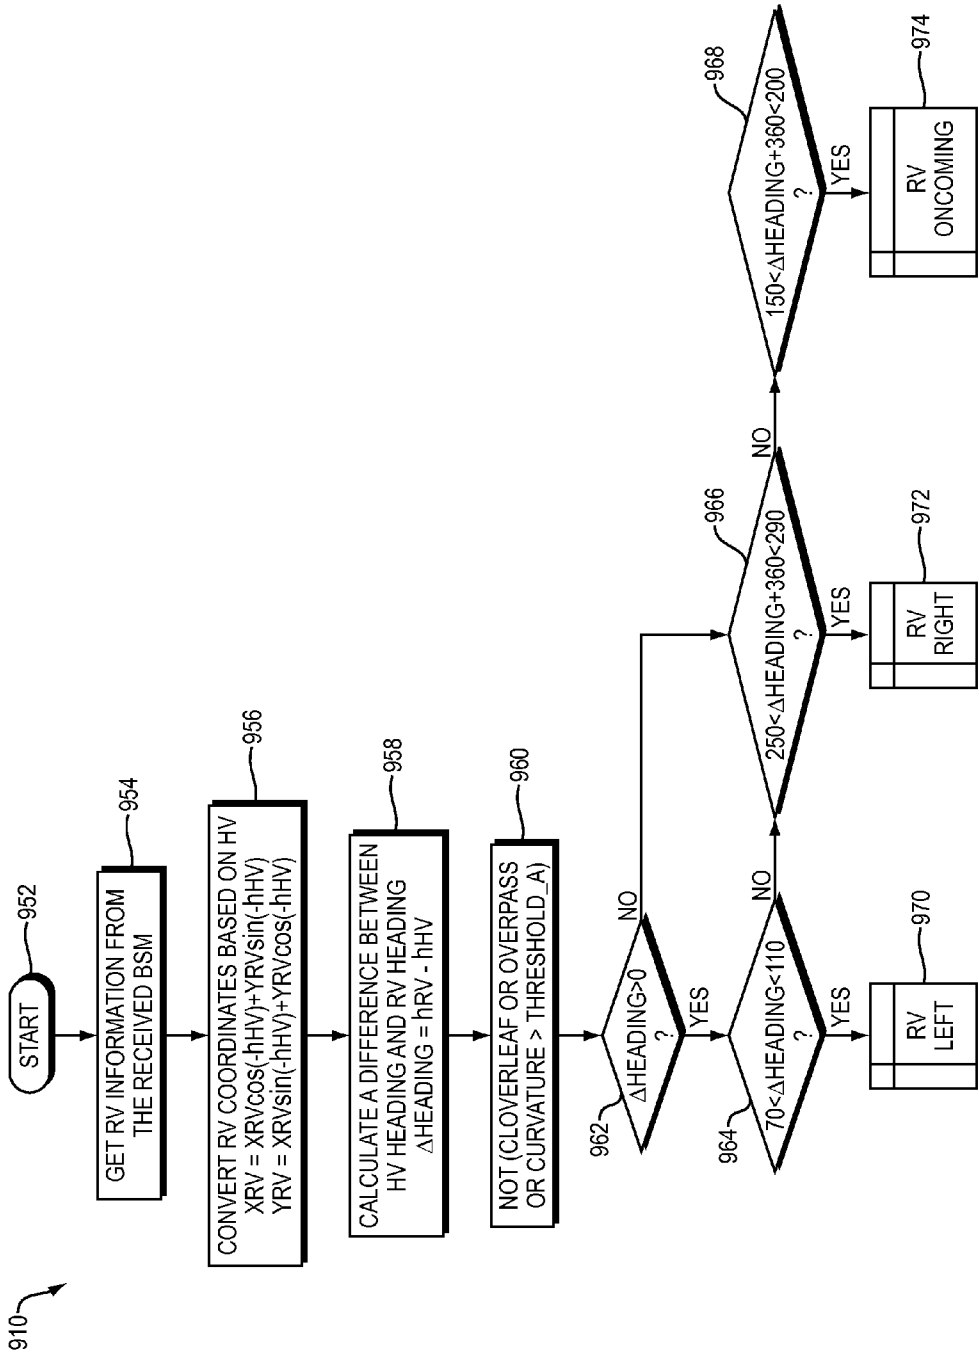 910
START
952
GET RV INFORMATION FROM
THE RECEIVED BSM
954
CONVERT RV COORDINATES BASED ON HV
XRV = XRVcos(-hHV)+YRVsin(-hHV)
YRV = XRVsin(-hHV)+YRVcos(-hHV)
956
CALCULATE A DIFFERENCE BETWEEN
HV HEADING AND RV HEADING
ΔHEADING = hRV - hHV
958
NOT (CLOVERLEAF OR OVERPASS
OR CURVATURE > THRESHOLD_A)
960
962
ΔHEADING>0
?
NO
YES
964
70<ΔHEADING<110
?
NO
YES
966
250<ΔHEADING+360<290
?
NO
YES
968
150<ΔHEADING+360<200
?
YES
RV
LEFT
970
RV
RIGHT
972
RV
ONCOMING
974